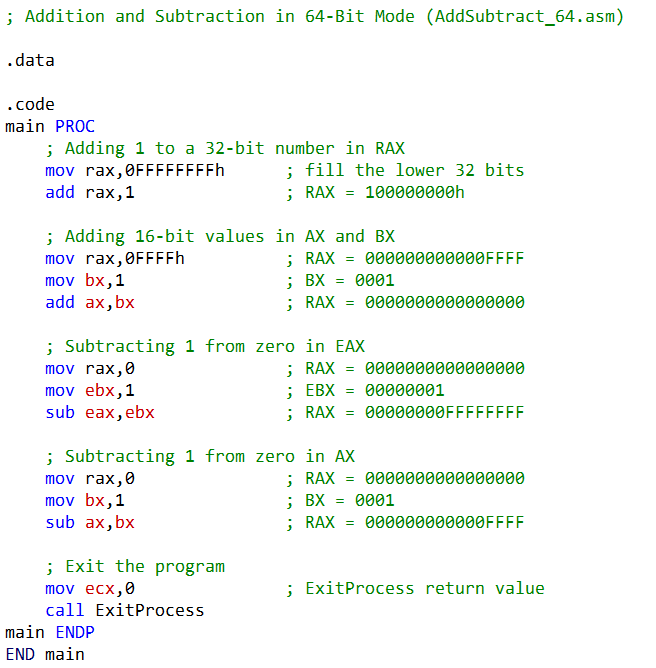 ; Addition and Subtraction in 64-Bit Mode (AddSubtract_64.asm)
.data
.code
main PROC
; Adding 1 to a 32-bit number in RAX
mov rax,0FFFFFFFFh ; fill the lower 32 bits
add rax,1 ; RAX = 100000000h
; Adding 16-bit values in AX and BX
mov rax,0FFFFh ; RAX = 000000000000FFFF
mov bx,1 ; BX = 0001
add ax,bx ; RAX = 0000000000000000
; Subtracting 1 from zero in EAX
mov rax,0 ; RAX = 0000000000000000
mov ebx,1 ; EBX = 00000001
sub eax,ebx ; RAX = 00000000FFFFFFFF
; Subtracting 1 from zero in AX
mov rax,0 ; RAX = 0000000000000000
mov bx,1 ; BX = 0001
sub ax,bx ; RAX = 000000000000FFFF
; Exit the program
mov ecx,0 ; ExitProcess return value
call ExitProcess
main ENDP
END main